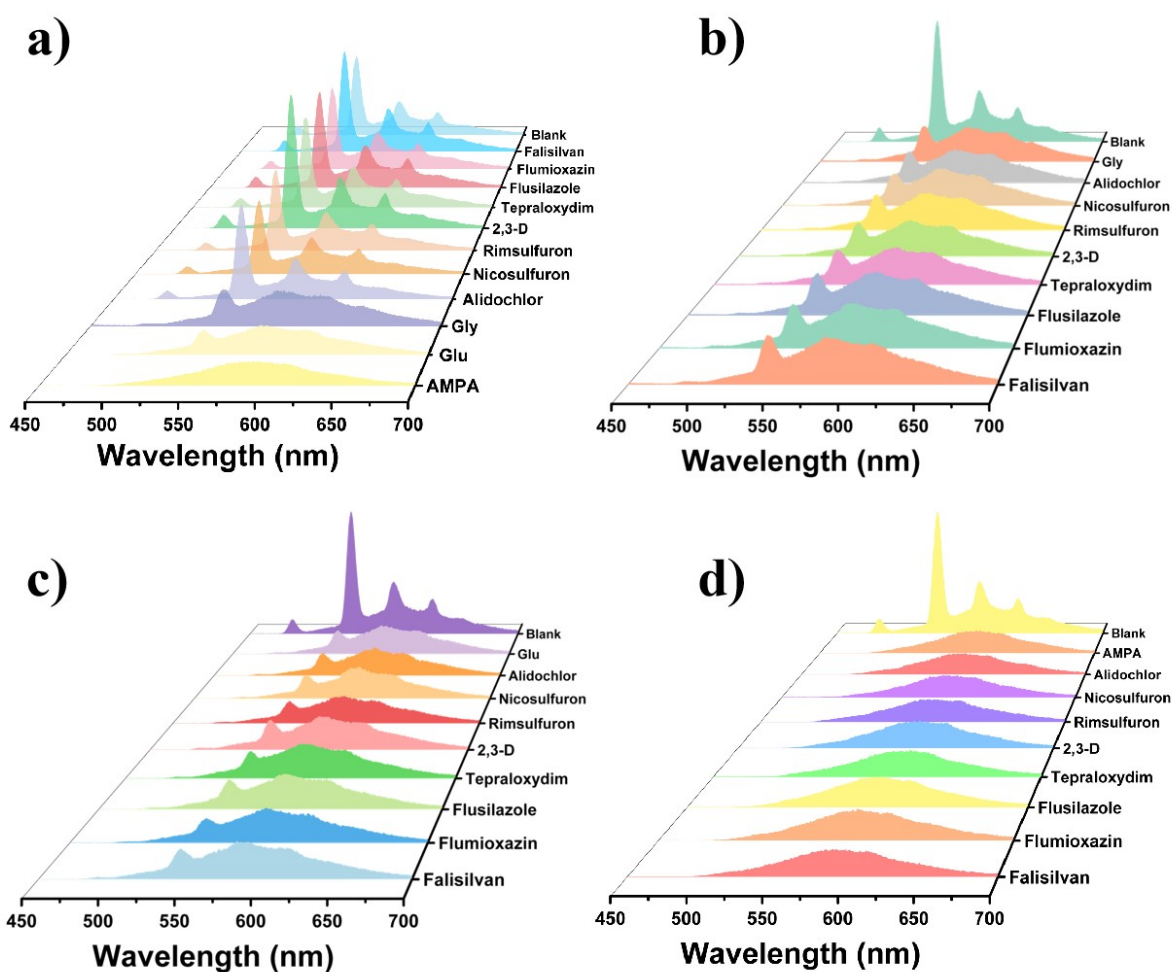 a)
Blank
Falisilvan
Flumioxazin
Flusilazole
Tepraloxydim
2,3-D
Rimsulfuron
Nicosulfuron
Alidochlor
Gly
Glu
AMPA
450 500 550 600 650 700
Wavelength (nm)
b)
Blank
Gly
Alidochlor
Nicosulfuron
Rimsulfuron
2,3-D
Tepraloxydim
Flusilazole
Flumioxazin
Falisilvan
450 500 550 600 650 700
Wavelength (nm)
c)
Blank
Glu
Alidochlor
Nicosulfuron
Rimsulfuron
2,3-D
Tepraloxydim
Flusilazole
Flumioxazin
Falisilvan
450 500 550 600 650 700
Wavelength (nm)
d)
Blank
AMPA
Alidochlor
Nicosulfuron
Rimsulfuron
2,3-D
Tepraloxydim
Flusilazole
Flumioxazin
Falisilvan
450 500 550 600 650 700
Wavelength (nm)